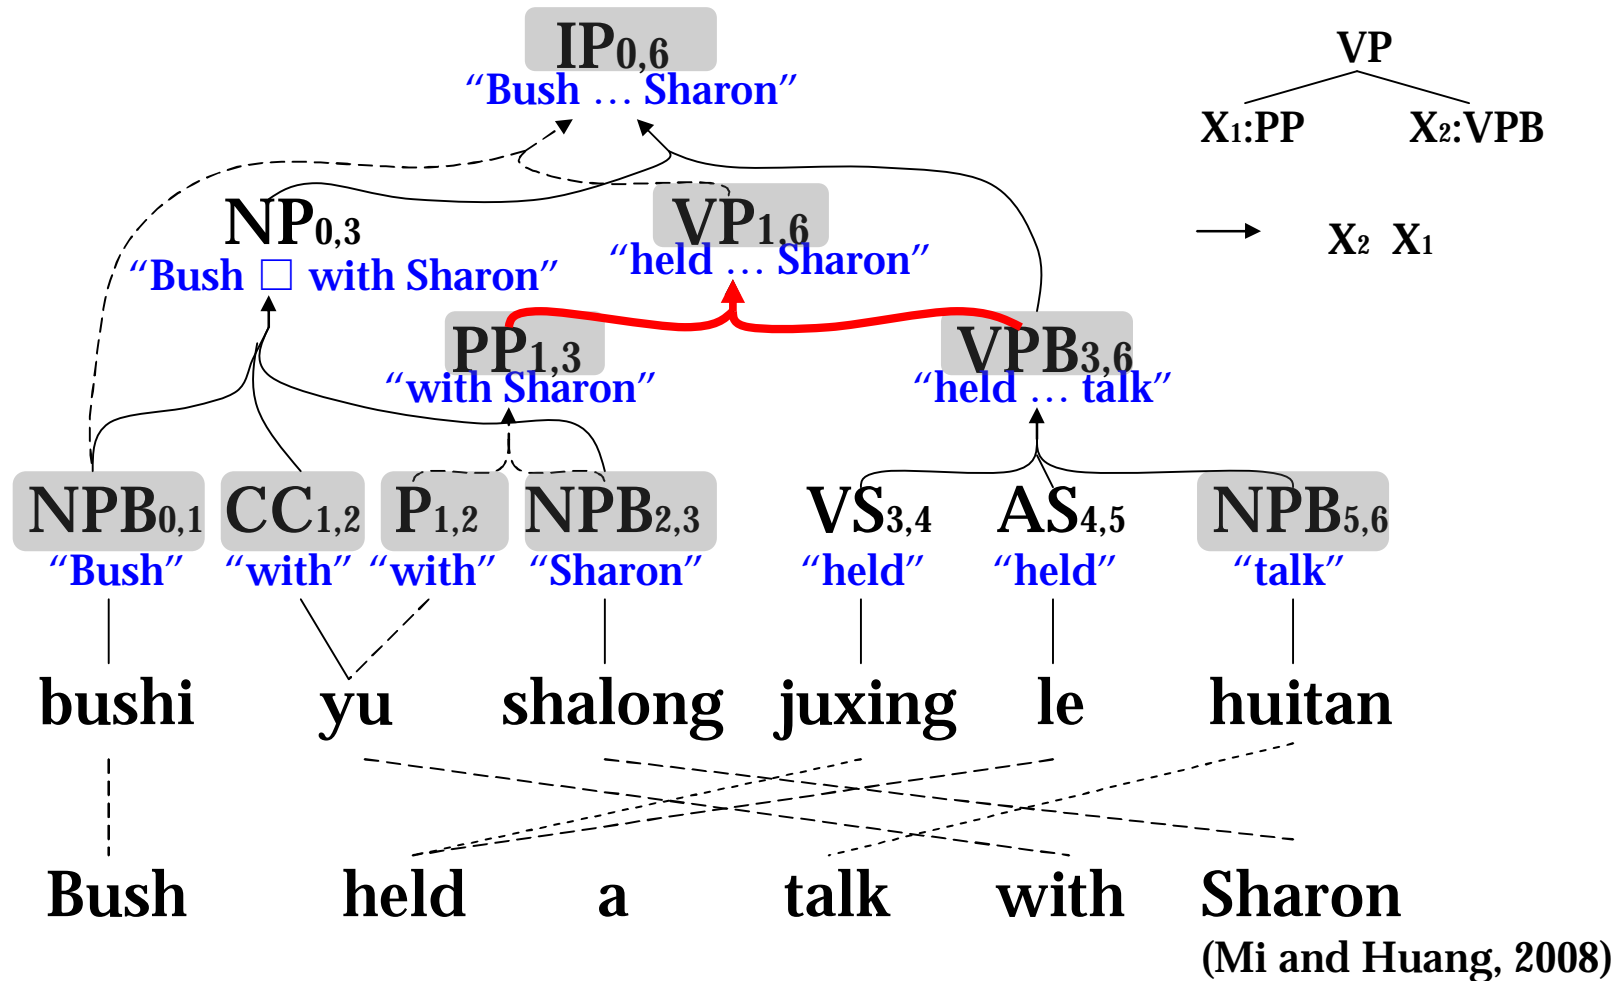 IP0,6
“Bush … Sharon”
VP
X1:PP X2:VPB
NP0,3 VP1,6
X2 X1
“Bush □ with Sharon” “held … Sharon”
PP1,3 VPB3,6
“with Sharon” “held … talk”
NPB0,1 CC1,2 P1,2 NPB2,3 VS3,4 AS4,5 NPB5,6
“Bush” “with” “with” “Sharon” “held” “held” “talk”
bushi yu shalong juxing le huitan
Bush held a talk with Sharon
(Mi and Huang, 2008)